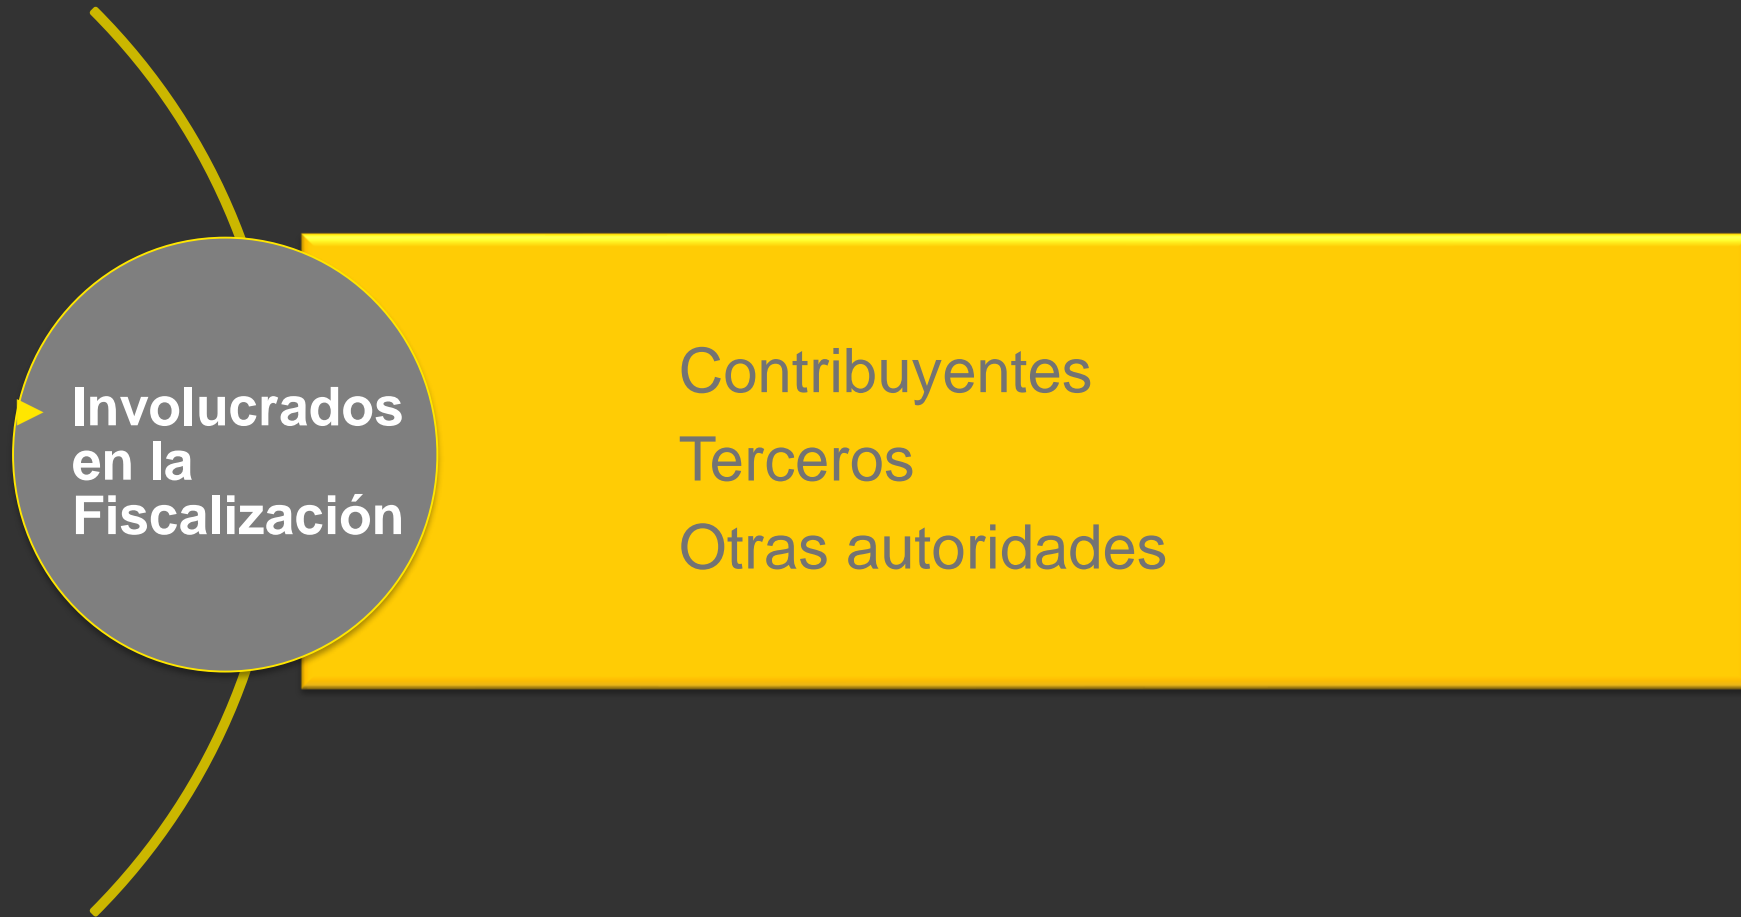 Involucrados
en la
Fiscalización
Contribuyentes
Terceros
Otras autoridades